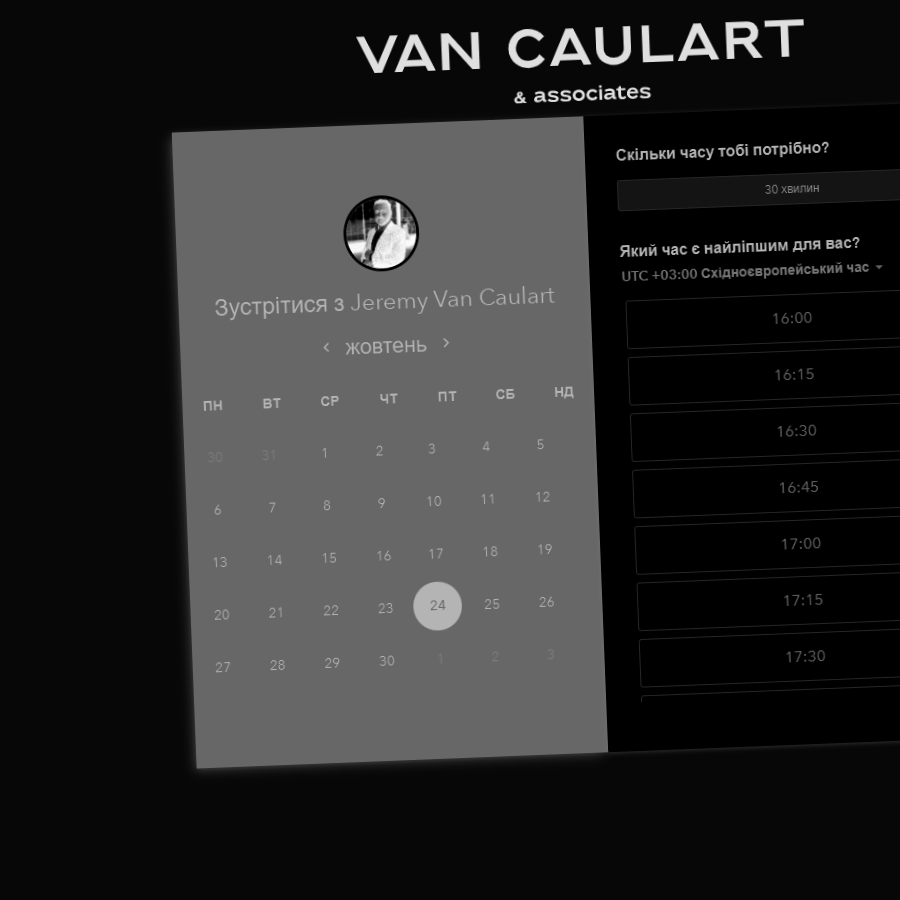 VAN CAULART
& associates
Зустрітися з Jeremy Van Caulart
жовтень
ПН ВТ СР ЧТ ПТ СБ НД
30 31 1 2 3 4 5
6 7 8 9 10 11 12
13 14 15 16 17 18 19
20 21 22 23 24 25 26
27 28 29 30 1 2 3
Скільки часу тобі потрібно?
30 хвилин
Який час є найліпшим для вас?
UTC +03:00 Східноєвропейський час
16:00
16:15
16:30
16:45
17:00
17:15
17:30